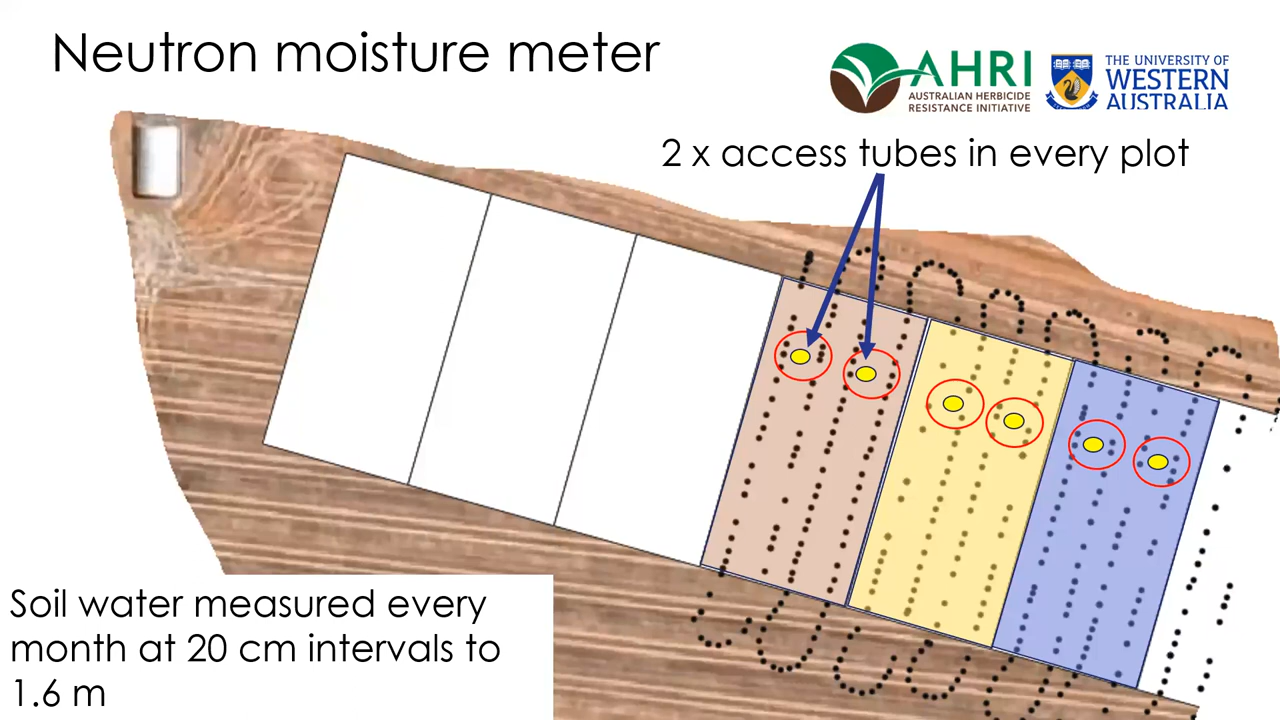 Neutron moisture meter
AHRI
AUSTRALIAN HERBICIDE
RESISTANCE INITIATIVE
THE UNIVERSITY OF
WESTERN
AUSTRALIA
2 x access tubes in every plot
Soil water measured every
month at 20 cm intervals to
1.6 m